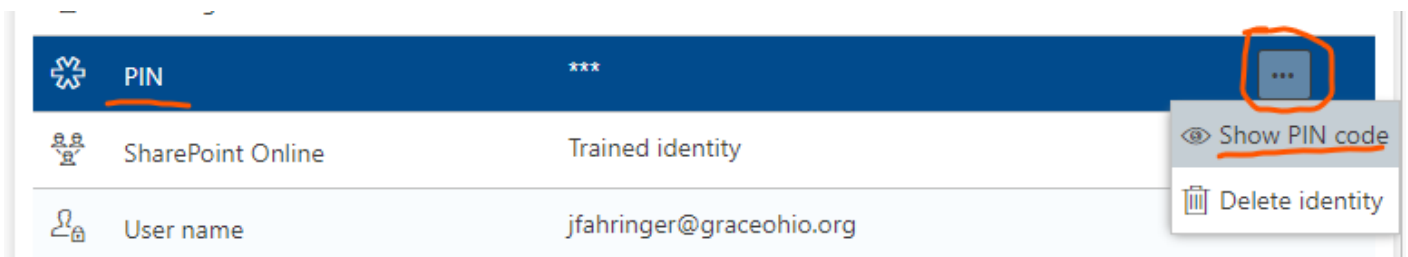 PIN *** ...
Show PIN code
SharePoint Online Trained identity
Delete identity
User name jfahringer@graceohio.org